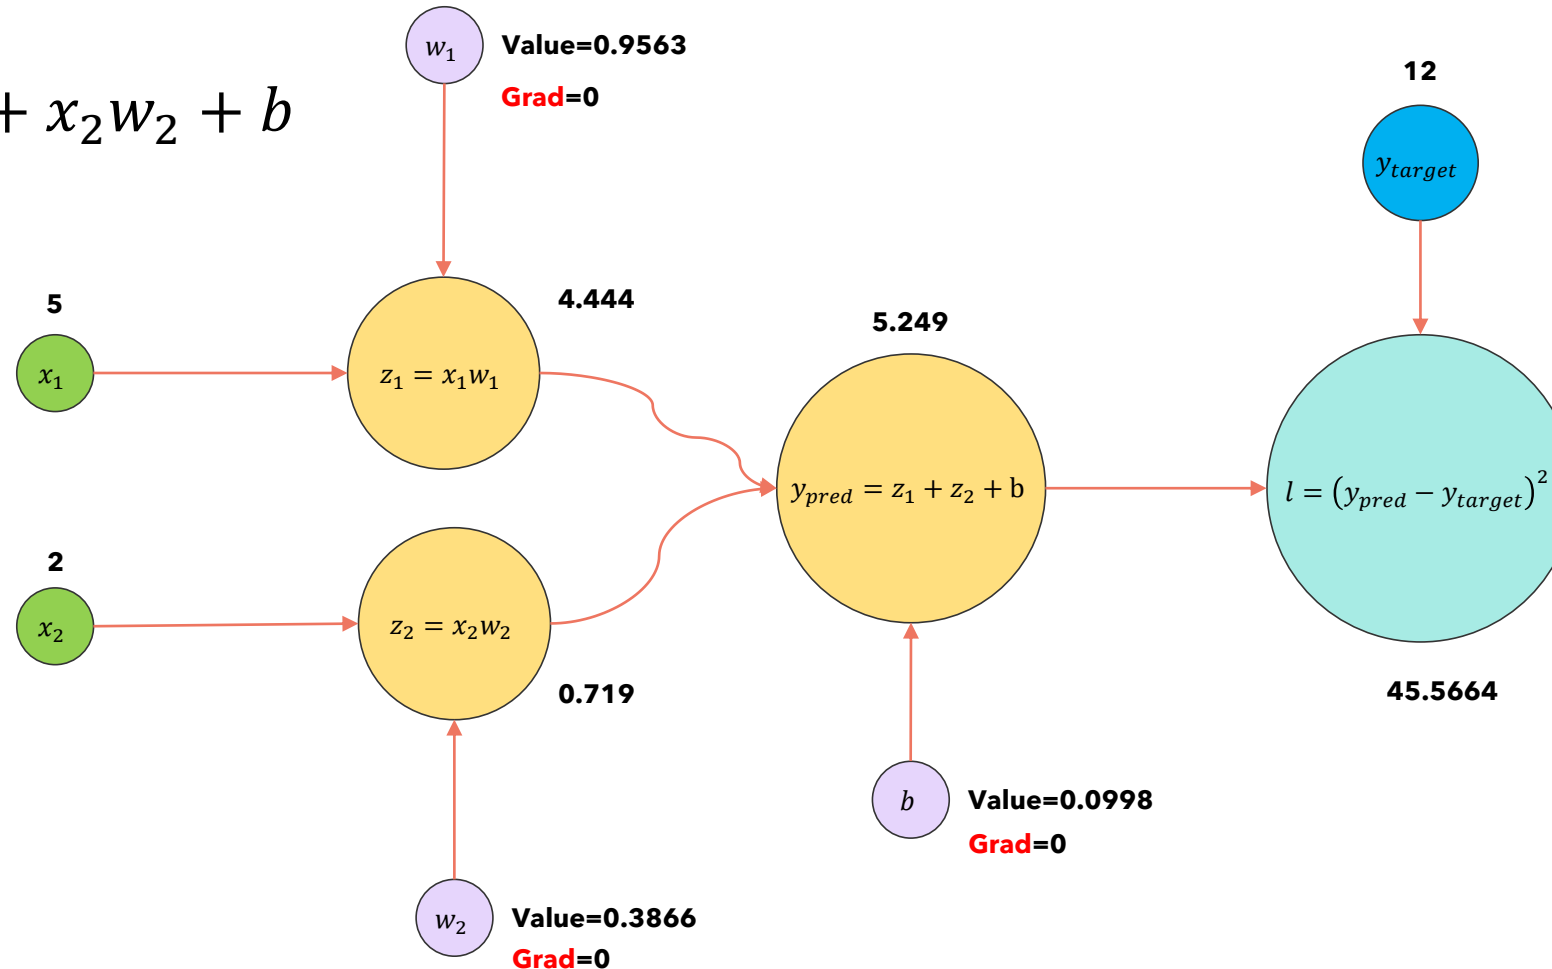 + x₂w₂ + b
w₁
Value=0.9563
Grad=0
12
y_target
5
x₁
z₁ = x₁w₁
4.444
5.249
y_pred = z₁ + z₂ + b
l = (y_pred − y_target)²
45.5664
2
x₂
z₂ = x₂w₂
0.719
b
Value=0.0998
Grad=0
w₂
Value=0.3866
Grad=0